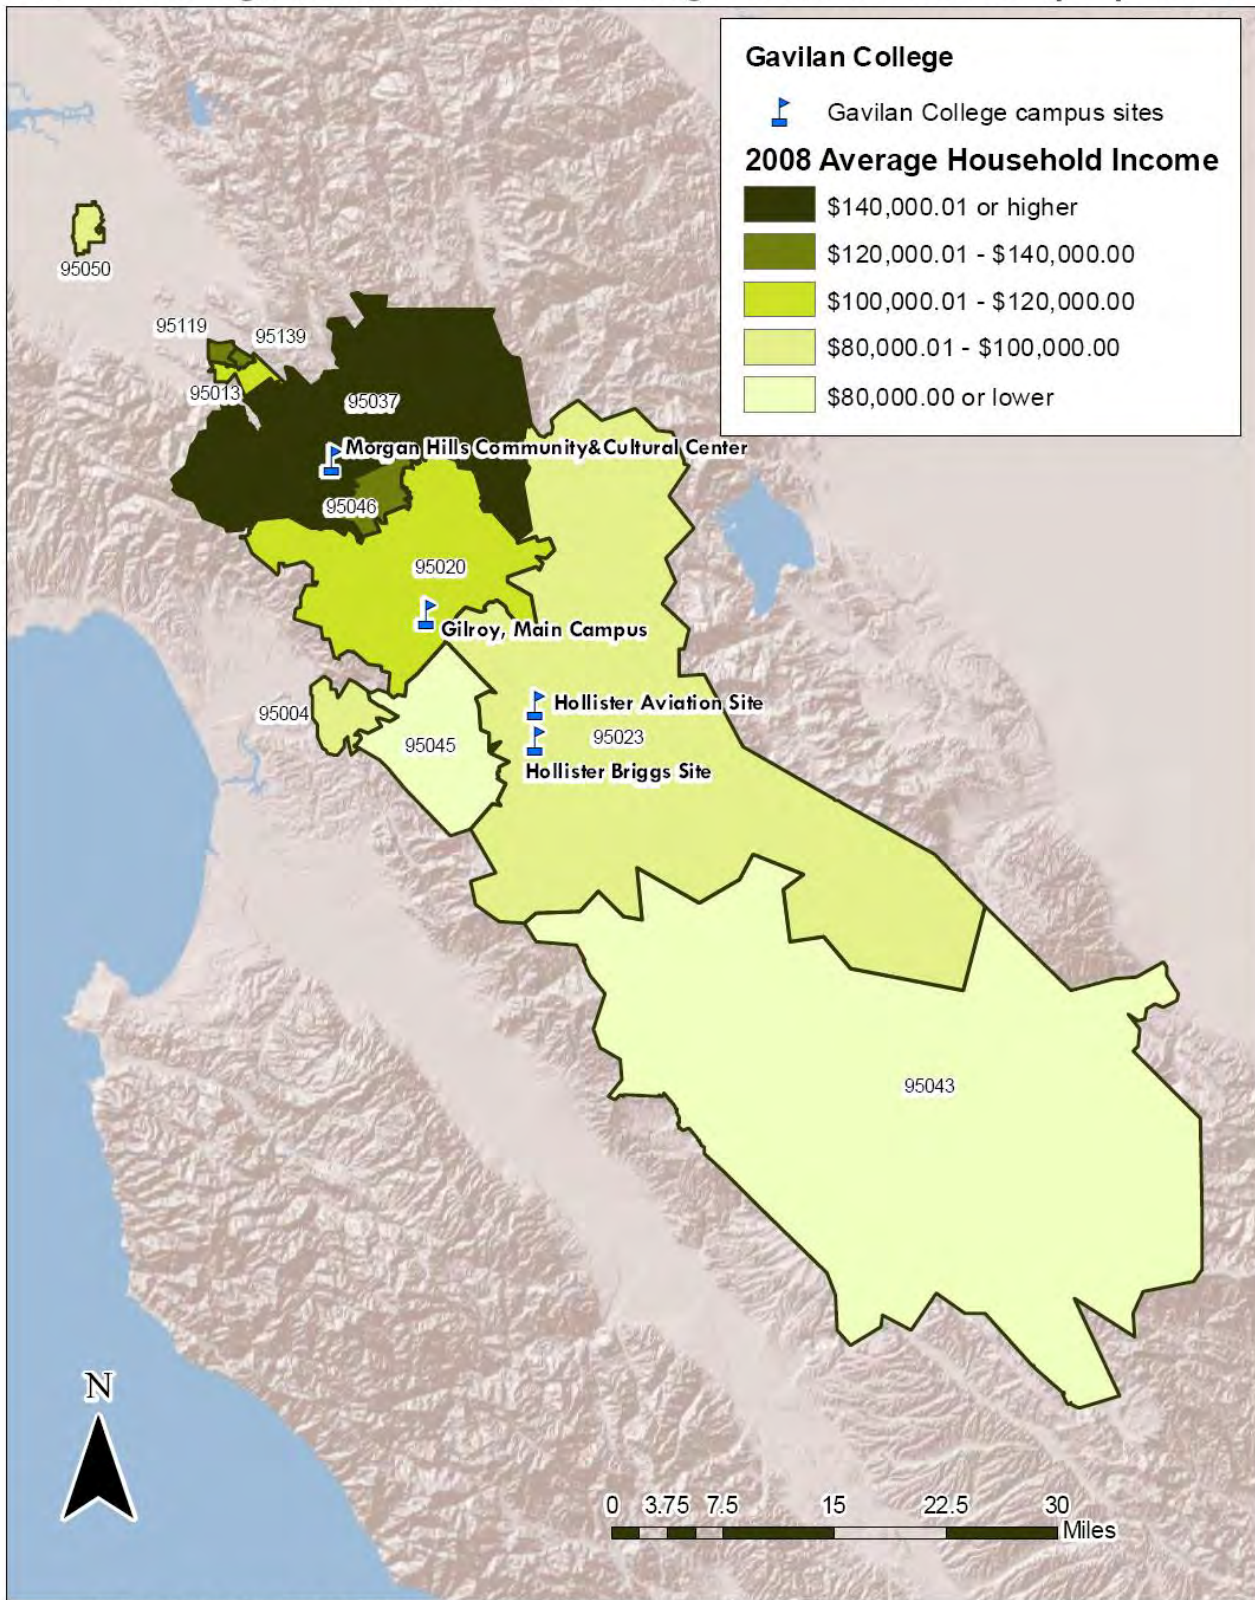 Gavilan College
Gavilan College campus sites
2008 Average Household Income
$140,000.01 or higher
$120,000.01 - $140,000.00
$100,000.01 - $120,000.00
$80,000.01 - $100,000.00
$80,000.00 or lower
95050
95119
95139
95013
95037
Morgan Hills Community&Cultural Center
95046
95020
Gilroy, Main Campus
Hollister Aviation Site
95004
95023
95045
Hollister Briggs Site
95043
N
0 3.75 7.5 15 22.5 30
Miles